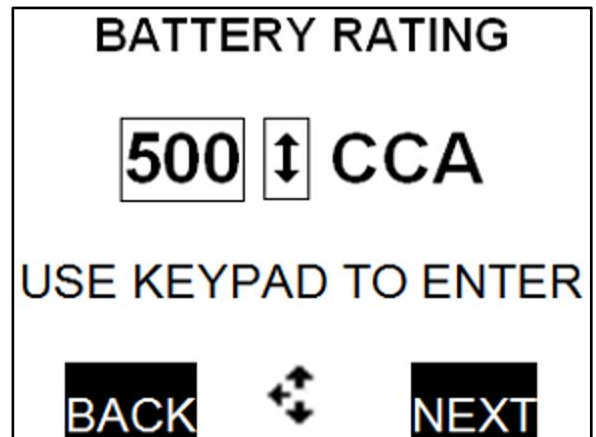 BATTERY RATING
500 ↕ CCA
USE KEYPAD TO ENTER
BACK NEXT